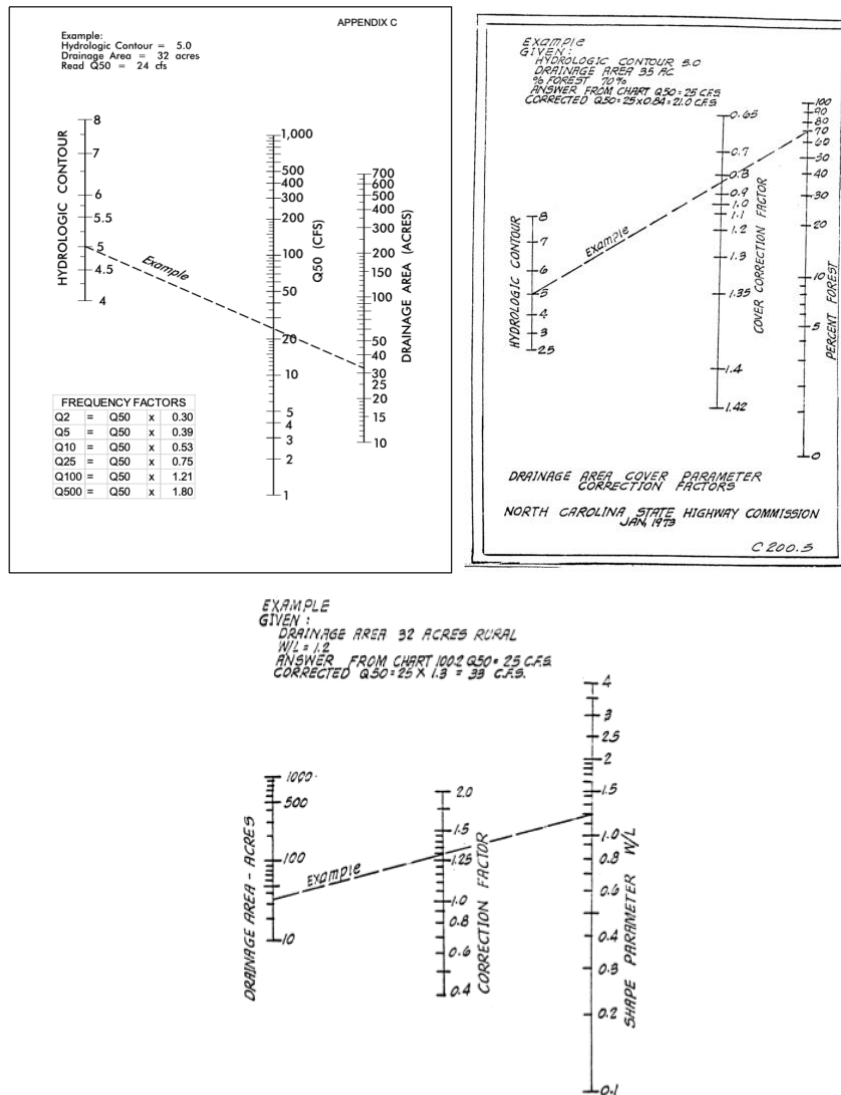 APPENDIX C
Example:
Hydrologic Contour = 5.0
Drainage Area = 32 acres
Read Q50 = 24 cfs
HYDROLOGIC CONTOUR
8
7
6
5.5
5
4.5
4
Example
Q50 (CFS)
1,000
500
400
300
200
100
50
20
10
5
4
3
2
1
DRAINAGE AREA (ACRES)
700
600
500
400
300
200
150
100
50
40
30
25
20
15
10
FREQUENCY FACTORS
Q2 = Q50 x 0.30
Q5 = Q50 x 0.39
Q10 = Q50 x 0.53
Q25 = Q50 x 0.75
Q100 = Q50 x 1.21
Q500 = Q50 x 1.80
Example
GIVEN:
HYDROLOGIC CONTOUR 5.0
DRAINAGE AREA 35 AC.
% FOREST 70%
ANSWER FROM CHART Q50=25 CFS
CORRECTED Q50=25x0.84=21.0 C.F.S
HYDROLOGIC CONTOUR
8
7
6
5
4
3
2.5
Example
COVER CORRECTION FACTOR
0.65
0.7
0.8
0.9
1.0
1.1
1.2
1.3
1.35
1.4
1.42
PERCENT FOREST
100
90
80
70
60
50
40
30
20
10
5
0
DRAINAGE AREA COVER PARAMETER
CORRECTION FACTORS
NORTH CAROLINA STATE HIGHWAY COMMISSION
JAN, 1973
C 200.5
EXAMPLE
GIVEN:
DRAINAGE AREA 32 ACRES RURAL
W/L = 1.2
ANSWER FROM CHART 100.2 Q50 = 25 C.F.S.
CORRECTED Q50=25 X 1.3 = 33 C.F.S.
DRAINAGE AREA - ACRES
1000
500
100
10
Example
CORRECTION FACTOR
2.0
1.5
1.25
1.0
0.8
0.6
0.4
SHAPE PARAMETER W/L
4
3
2.5
2
1.5
1.0
0.8
0.6
0.4
0.3
0.2
0.1